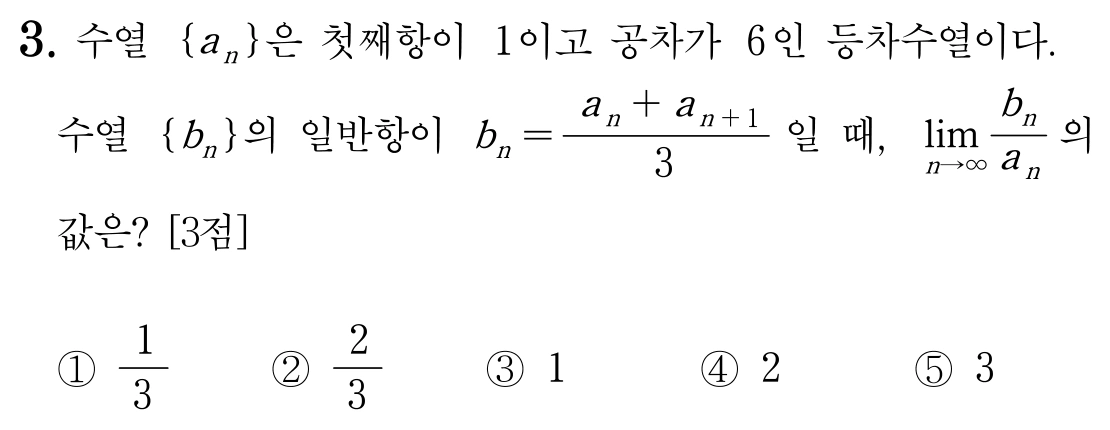 3. 수열 {aₙ}은 첫째항이 1이고 공차가 6인 등차수열이다.
수열 {bₙ}의 일반항이 bₙ = (aₙ + aₙ₊₁)/3 일 때, lim_{n→∞} bₙ/aₙ 의
값은? [3점]
① 1/3 ② 2/3 ③ 1 ④ 2 ⑤ 3